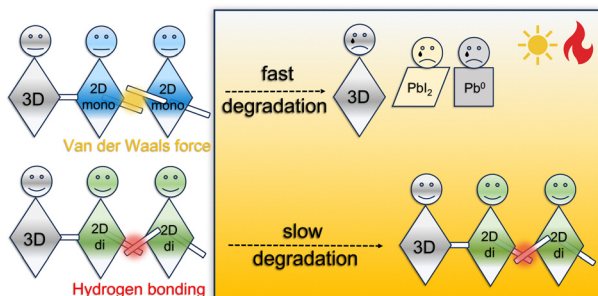 3D
2D
mono
2D
mono
Van der Waals force
fast
degradation
3D
PbI₂
Pb⁰
3D
2D
di
2D
di
Hydrogen bonding
slow
degradation
3D
2D
di
2D
di